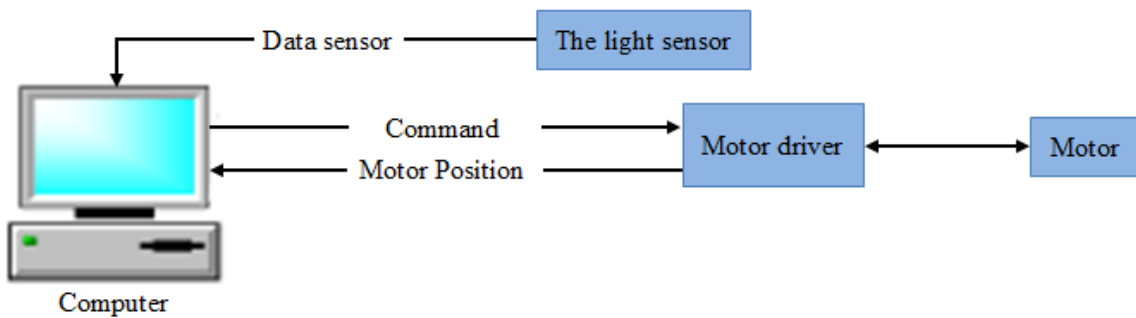 Data sensor
The light sensor
Command
Motor driver
Motor
Motor Position
Computer